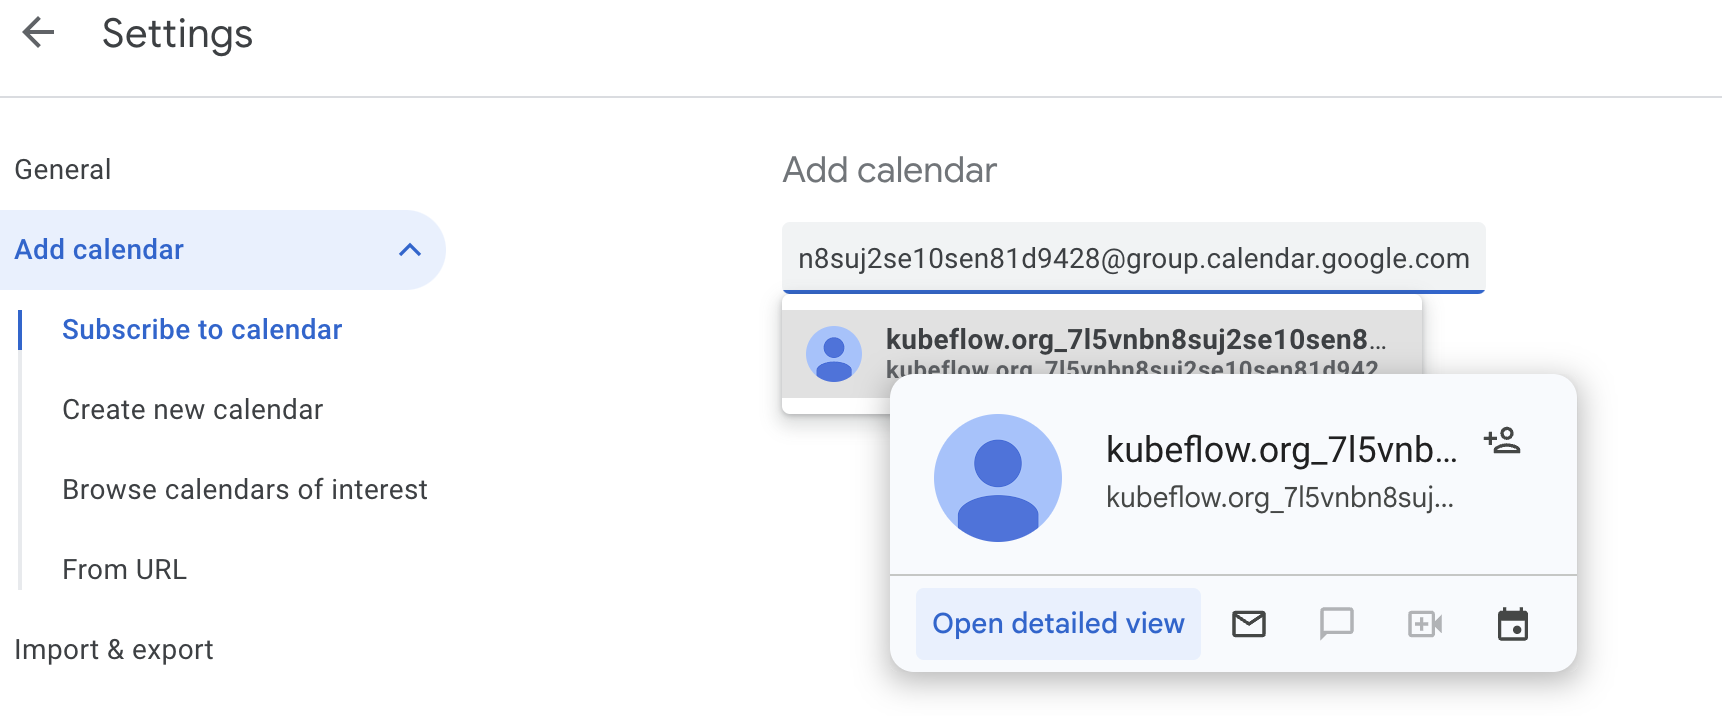 Settings
General
Add calendar
Subscribe to calendar
Create new calendar
Browse calendars of interest
From URL
Import & export
Add calendar
n8suj2se10sen81d9428@group.calendar.google.com
kubeflow.org_7l5vnbn8suj2se10sen8...
kubeflow.org_7l5vnbn8suj2se10sen81d942
kubeflow.org_7l5vnb...
kubeflow.org_7l5vnbn8suj...
Open detailed view